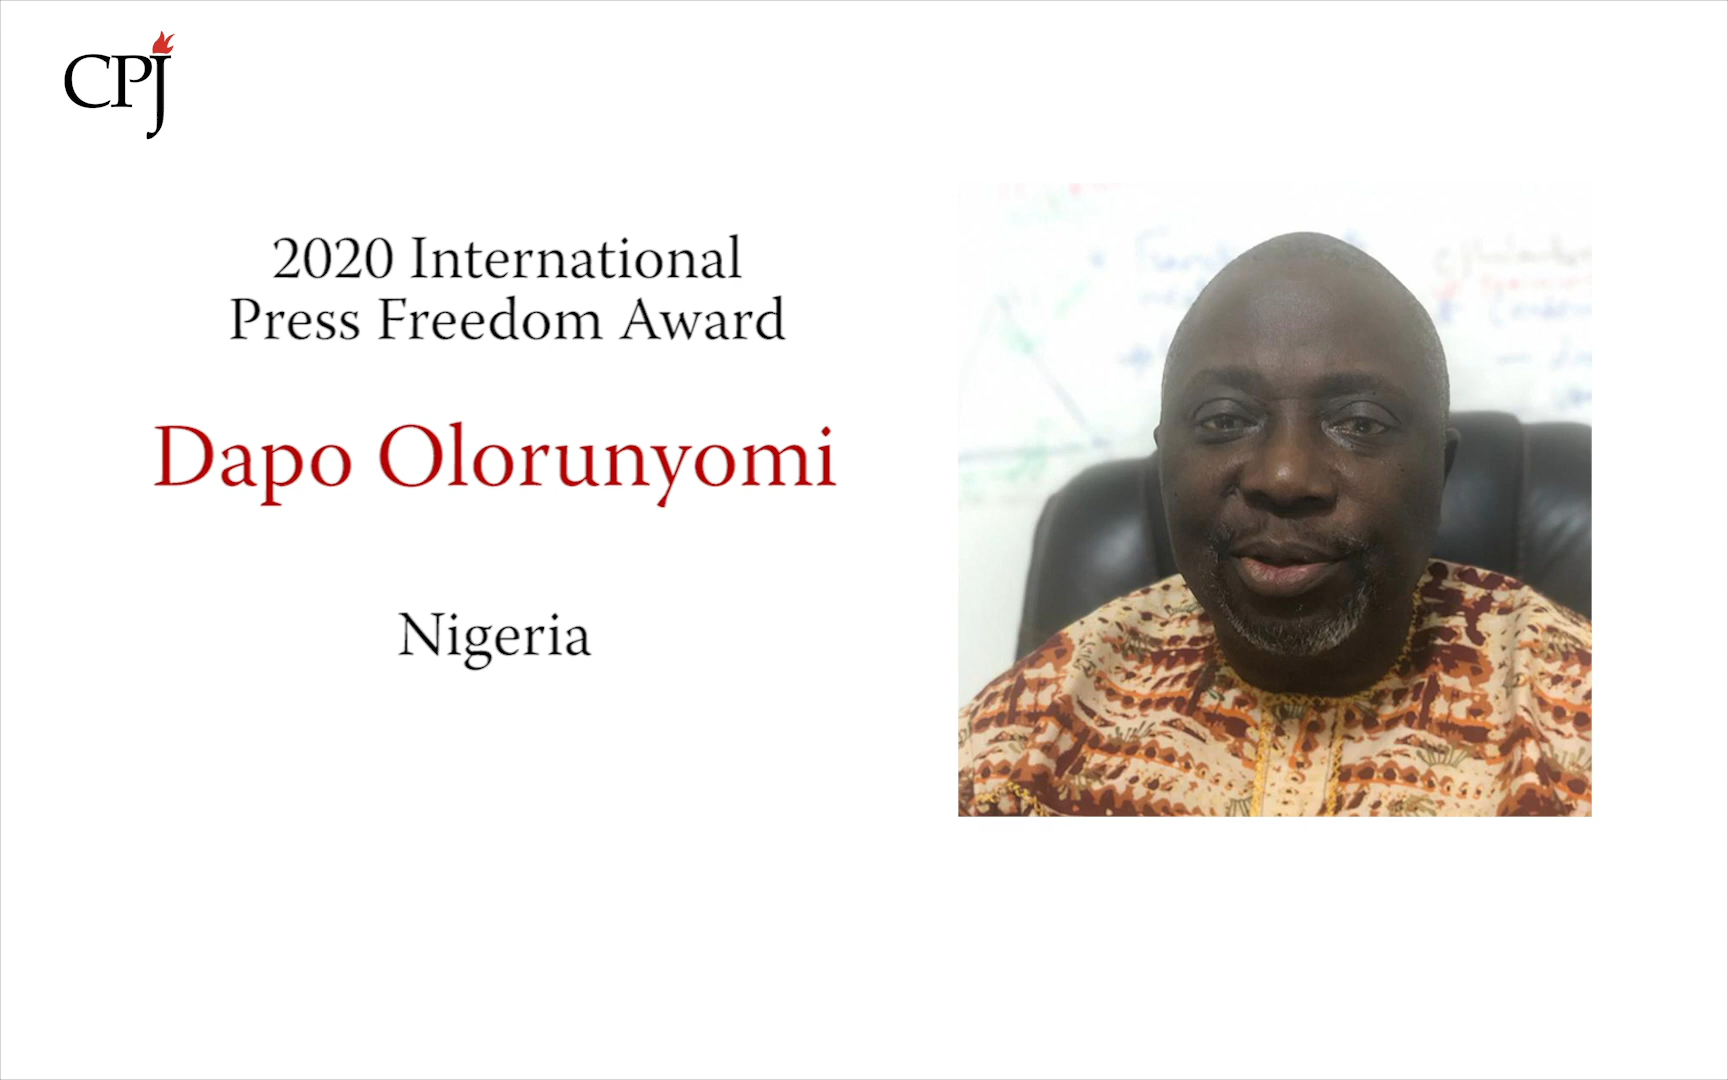 CPJ
2020 International
Press Freedom Award
Dapo Olorunyomi
Nigeria